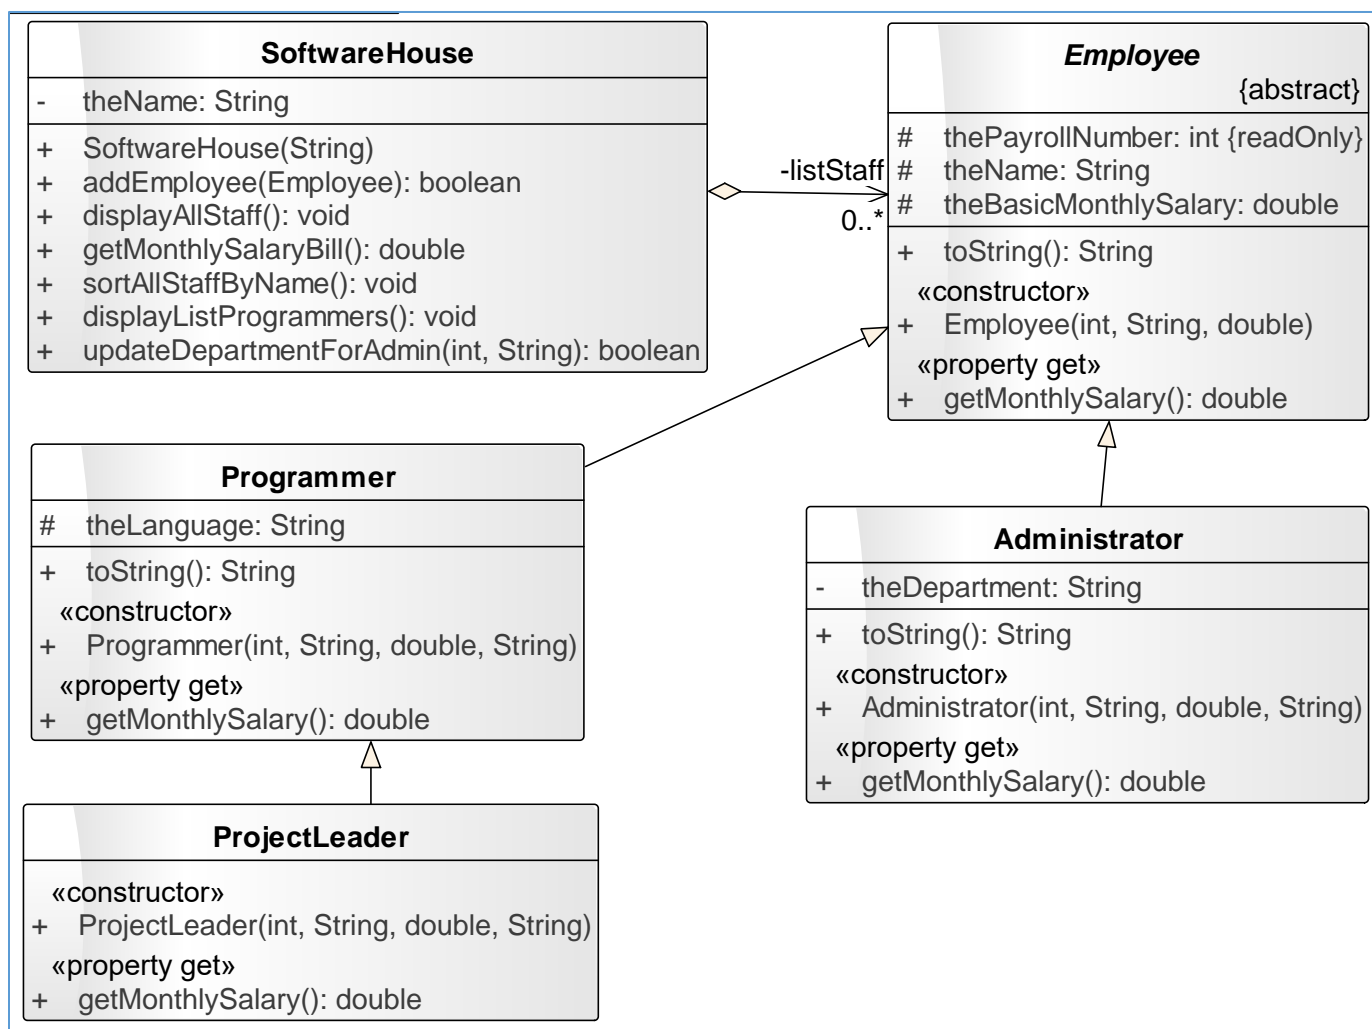 SoftwareHouse
- theName: String
+ SoftwareHouse(String)
+ addEmployee(Employee): boolean
+ displayAllStaff(): void
+ getMonthlySalaryBill(): double
+ sortAllStaffByName(): void
+ displayListProgrammers(): void
+ updateDepartmentForAdmin(int, String): boolean
-listStaff
0..*
Employee
{abstract}
# thePayrollNumber: int {readOnly}
# theName: String
# theBasicMonthlySalary: double
+ toString(): String
«constructor»
+ Employee(int, String, double)
«property get»
+ getMonthlySalary(): double
Programmer
# theLanguage: String
+ toString(): String
«constructor»
+ Programmer(int, String, double, String)
«property get»
+ getMonthlySalary(): double
Administrator
- theDepartment: String
+ toString(): String
«constructor»
+ Administrator(int, String, double, String)
«property get»
+ getMonthlySalary(): double
ProjectLeader
«constructor»
+ ProjectLeader(int, String, double, String)
«property get»
+ getMonthlySalary(): double